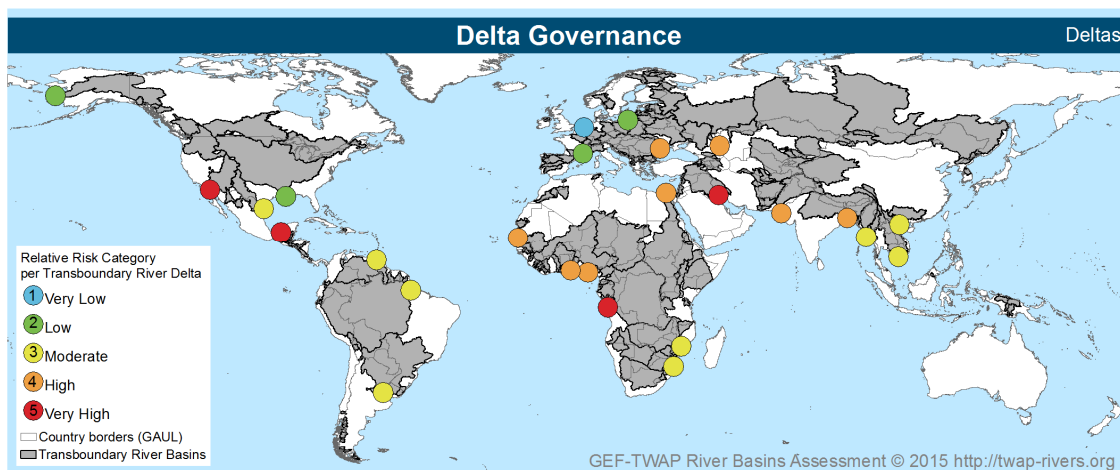 Delta Governance
Deltas
Relative Risk Category
per Transboundary River Delta
1 Very Low
2 Low
3 Moderate
4 High
5 Very High
Country borders (GAUL)
Transboundary River Basins
GEF-TWAP River Basins Assessment © 2015 http://twap-rivers.org